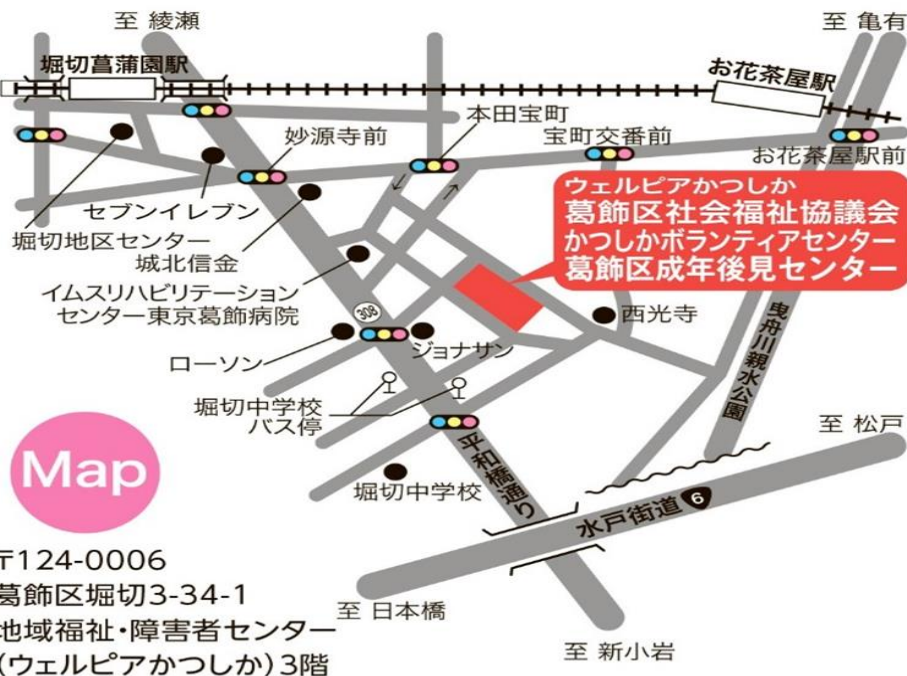 至 綾瀬
至 亀有
堀切菖蒲園駅
お花茶屋駅
本田宝町
妙源寺前
宝町交番前
お花茶屋駅前
ウェルピアかつしか
葛飾区社会福祉協議会
かつしかボランティアセンター
葛飾区成年後見センター
セブンイレブン
堀切地区センター
城北信金
イムスリハビリテーション
センター東京葛飾病院
308
西光寺
ローソン
ジョナサン
曳舟川親水公園
堀切中学校
バス停
至 松戸
平和橋通り
Map
堀切中学校
水戸街道 6
〒124-0006
葛飾区堀切3-34-1
地域福祉・障害者センター
(ウェルピアかつしか)3階
至 日本橋
至 新小岩